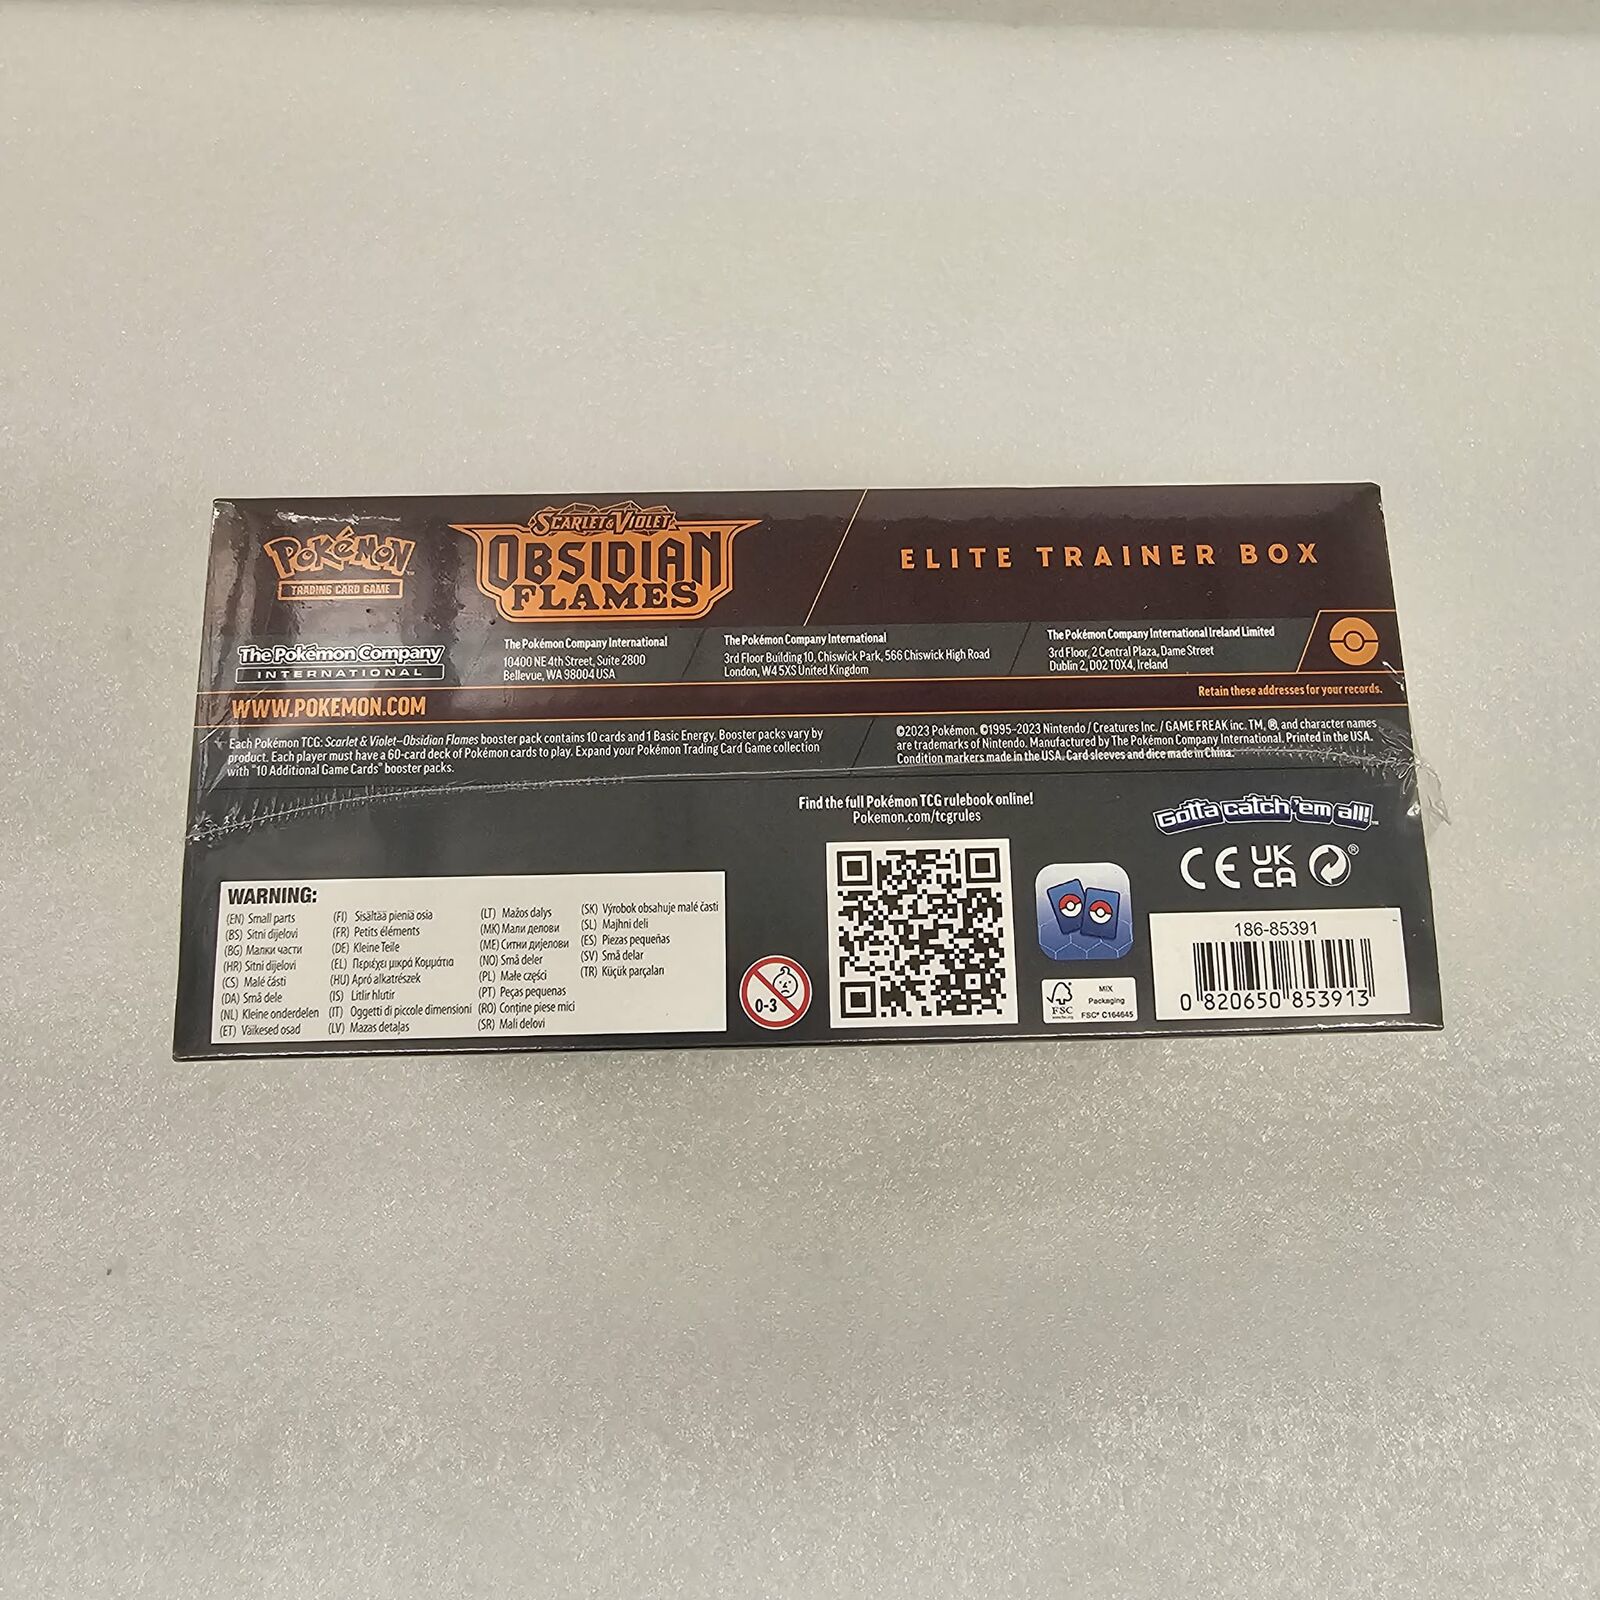 Pokémon
TRADING CARD GAME
SCARLET & VIOLET
OBSIDIAN
FLAMES
ELITE TRAINER BOX
The Pokémon Company
INTERNATIONAL
The Pokémon Company International
10400 NE 4th Street, Suite 2800
Bellevue, WA 98004 USA
The Pokémon Company International
3rd Floor Building 10, Chiswick Park, 566 Chiswick High Road
London, W4 5XS United Kingdom
The Pokémon Company International Ireland Limited
3rd Floor, 2 Central Plaza, Dame Street
Dublin 2, D02 T0X4, Ireland
WWW.POKEMON.COM
Retain these addresses for your records.
Each Pokémon TCG: Scarlet & Violet–Obsidian Flames booster pack contains 10 cards and 1 Basic Energy. Booster packs vary by
product. Each player must have a 60-card deck of Pokémon cards to play. Expand your Pokémon Trading Card Game collection
with "10 Additional Game Cards" booster packs.
©2023 Pokémon. ©1995–2023 Nintendo / Creatures Inc. / GAME FREAK inc. TM, ®, and character names
are trademarks of Nintendo. Manufactured by The Pokémon Company International. Printed in the USA.
Condition markers made in the USA. Card sleeves and dice made in China.
Find the full Pokémon TCG rulebook online!
Pokemon.com/tcgrules
Gotta catch 'em all!™
CE UK
CA ®
WARNING:
(EN) Small parts
(BS) Sitni dijelovi
(BG) Малки части
(HR) Sitni dijelovi
(CS) Malé části
(DA) Små dele
(NL) Kleine onderdelen
(ET) Väikesed osad
(FI) Sisältää pieniä osia
(FR) Petits éléments
(DE) Kleine Teile
(EL) Περιέχει μικρά Κομμάτια
(HU) Apró alkatrészek
(IS) Litlir hlutir
(IT) Oggetti di piccole dimensioni
(LV) Mazas detaļas
(LT) Mažos dalys
(MK) Мали делови
(ME) Ситни дијелови
(NO) Små deler
(PL) Małe części
(PT) Peças pequenas
(RO) Conține piese mici
(SR) Mali delovi
(SK) Výrobok obsahuje malé časti
(SL) Majhni deli
(ES) Piezas pequeñas
(SV) Små delar
(TR) Küçük parçaları
0-3
FSC
www.fsc.org
MIX
Packaging
FSC® C164645
186-85391
0 820650 853913